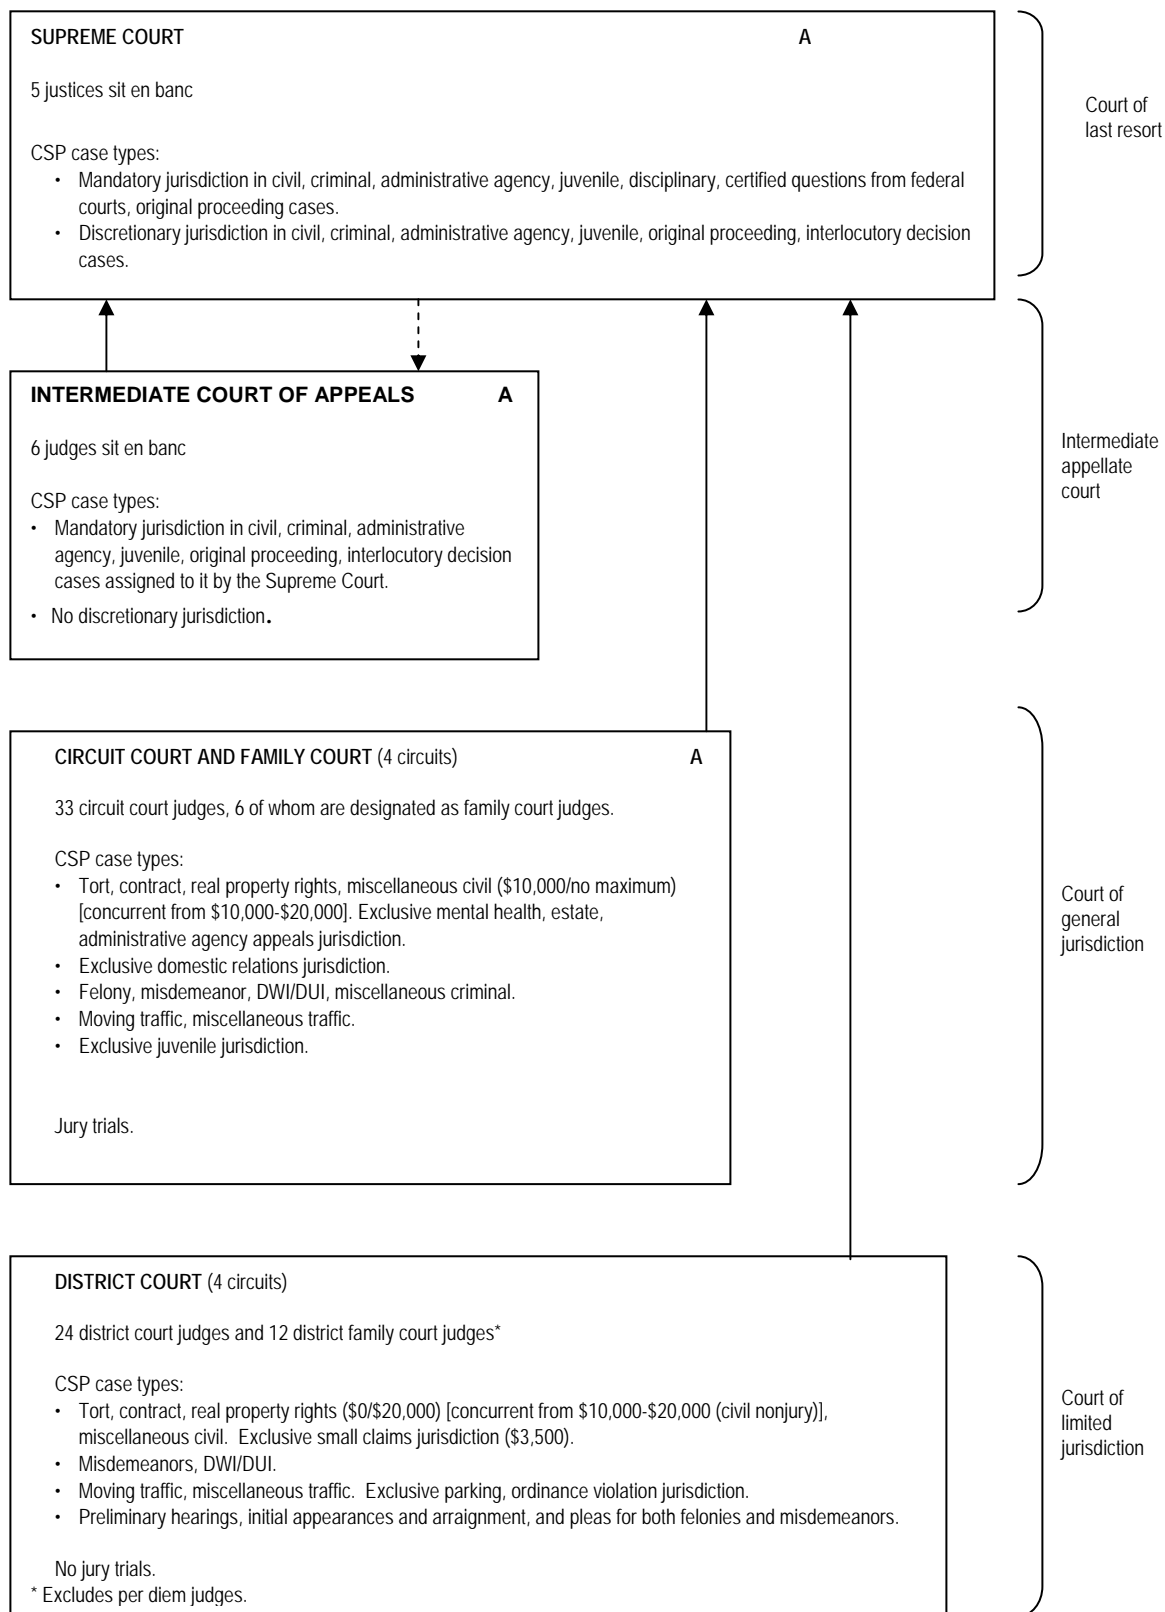 SUPREME COURT A
5 justices sit en banc
CSP case types:
• Mandatory jurisdiction in civil, criminal, administrative agency, juvenile, disciplinary, certified questions from federal
courts, original proceeding cases.
• Discretionary jurisdiction in civil, criminal, administrative agency, juvenile, original proceeding, interlocutory decision
cases.
Court of
last resort
INTERMEDIATE COURT OF APPEALS A
6 judges sit en banc
CSP case types:
• Mandatory jurisdiction in civil, criminal, administrative
agency, juvenile, original proceeding, interlocutory decision
cases assigned to it by the Supreme Court.
• No discretionary jurisdiction.
Intermediate
appellate
court
CIRCUIT COURT AND FAMILY COURT (4 circuits) A
33 circuit court judges, 6 of whom are designated as family court judges.
CSP case types:
• Tort, contract, real property rights, miscellaneous civil ($10,000/no maximum)
[concurrent from $10,000-$20,000]. Exclusive mental health, estate,
administrative agency appeals jurisdiction.
• Exclusive domestic relations jurisdiction.
• Felony, misdemeanor, DWI/DUI, miscellaneous criminal.
• Moving traffic, miscellaneous traffic.
• Exclusive juvenile jurisdiction.
Jury trials.
Court of
general
jurisdiction
DISTRICT COURT (4 circuits)
24 district court judges and 12 district family court judges*
CSP case types:
• Tort, contract, real property rights ($0/$20,000) [concurrent from $10,000-$20,000 (civil nonjury)],
miscellaneous civil. Exclusive small claims jurisdiction ($3,500).
• Misdemeanors, DWI/DUI.
• Moving traffic, miscellaneous traffic. Exclusive parking, ordinance violation jurisdiction.
• Preliminary hearings, initial appearances and arraignment, and pleas for both felonies and misdemeanors.
No jury trials.
* Excludes per diem judges.
Court of
limited
jurisdiction